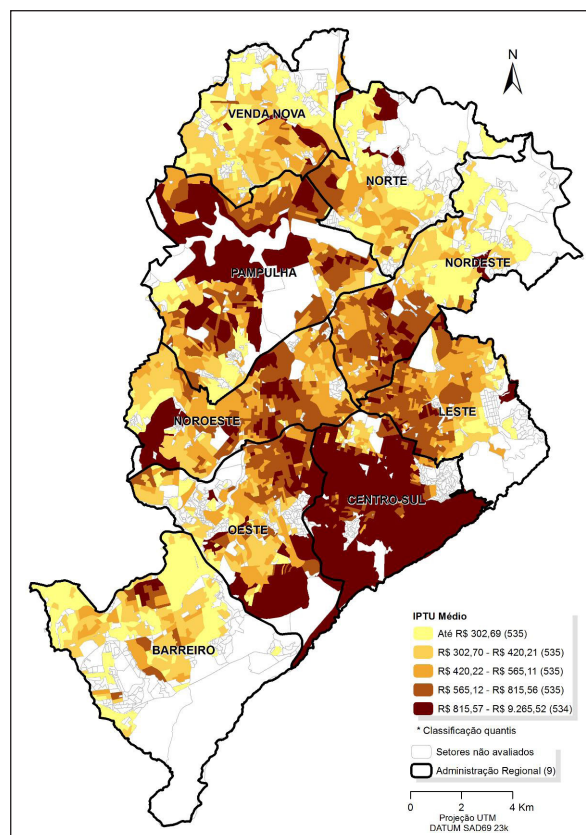 N
VENDA NOVA
NORTE
NORDESTE
PAMPULHA
LESTE
NOROESTE
CENTRO-SUL
OESTE
BARREIRO
IPTU Médio
Até R$ 302,69 (535)
R$ 302,70 - R$ 420,21 (535)
R$ 420,22 - R$ 565,11 (535)
R$ 565,12 - R$ 815,56 (535)
R$ 815,57 - R$ 9.265,52 (534)
* Classificação quantis
Setores não avaliados
Administração Regional (9)
0 2 4 Km
Projeção UTM
DATUM SAD69 23k